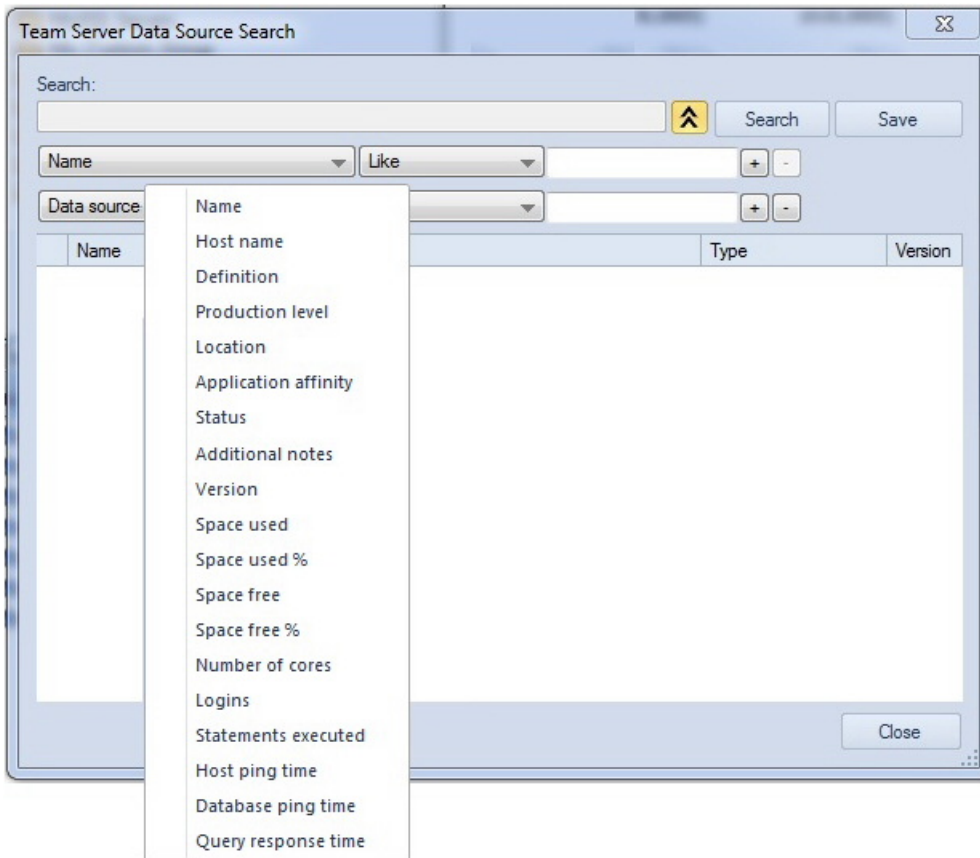 Team Server Data Source Search
Search:
Search Save
Name Like + -
Data source + -
Name Type Version
Name
Host name
Definition
Production level
Location
Application affinity
Status
Additional notes
Version
Space used
Space used %
Space free
Space free %
Number of cores
Logins
Statements executed
Host ping time
Database ping time
Query response time
Close